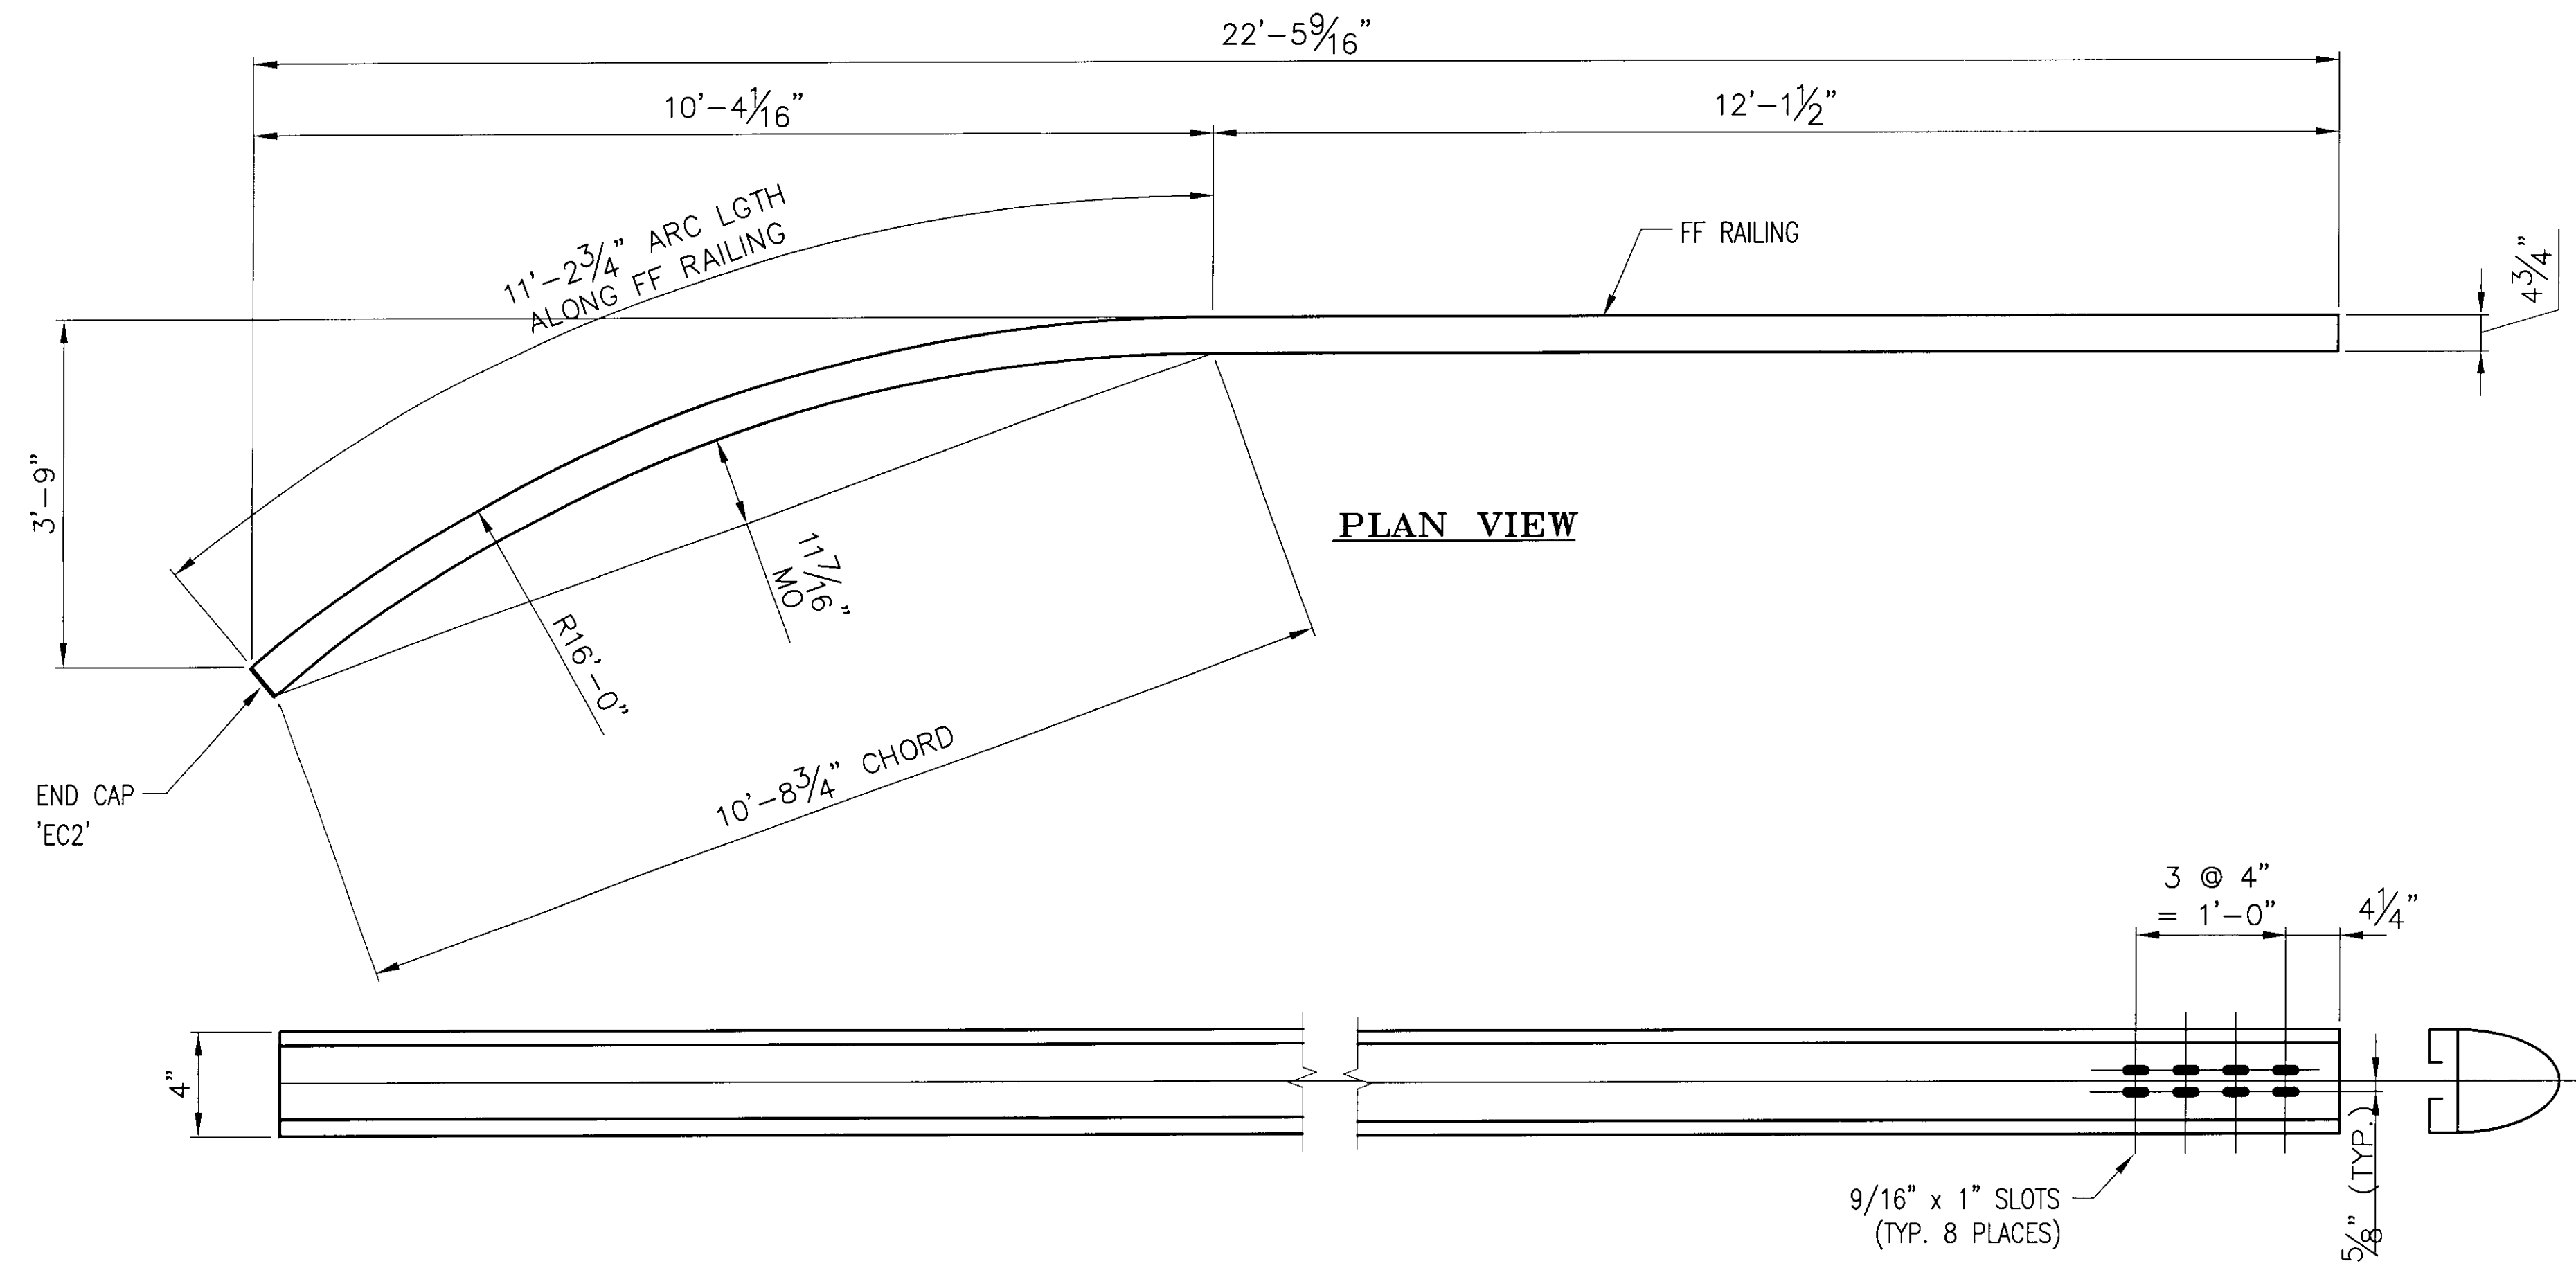 22'-5 9/16"
10'-4 1/16"
12'-1 1/2"
11'-2 3/4" ARC LGTH
ALONG FF RAILING
FF RAILING
4 3/4"
3'-9"
PLAN VIEW
11 7/16"
MO
R16'-0"
10'-8 3/4" CHORD
END CAP
'EC2'
3 @ 4"
= 1'-0"
4 1/4"
4"
9/16" x 1" SLOTS
(TYP. 8 PLACES)
5/8" (TYP.)